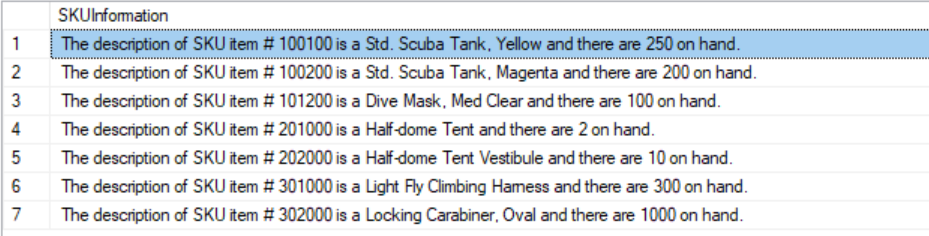 SKUInformation
1 The description of SKU item # 100100 is a Std. Scuba Tank, Yellow and there are 250 on hand.
2 The description of SKU item # 100200 is a Std. Scuba Tank, Magenta and there are 200 on hand.
3 The description of SKU item # 101200 is a Dive Mask, Med Clear and there are 100 on hand.
4 The description of SKU item # 201000 is a Half-dome Tent and there are 2 on hand.
5 The description of SKU item # 202000 is a Half-dome Tent Vestibule and there are 10 on hand.
6 The description of SKU item # 301000 is a Light Fly Climbing Harness and there are 300 on hand.
7 The description of SKU item # 302000 is a Locking Carabiner, Oval and there are 1000 on hand.